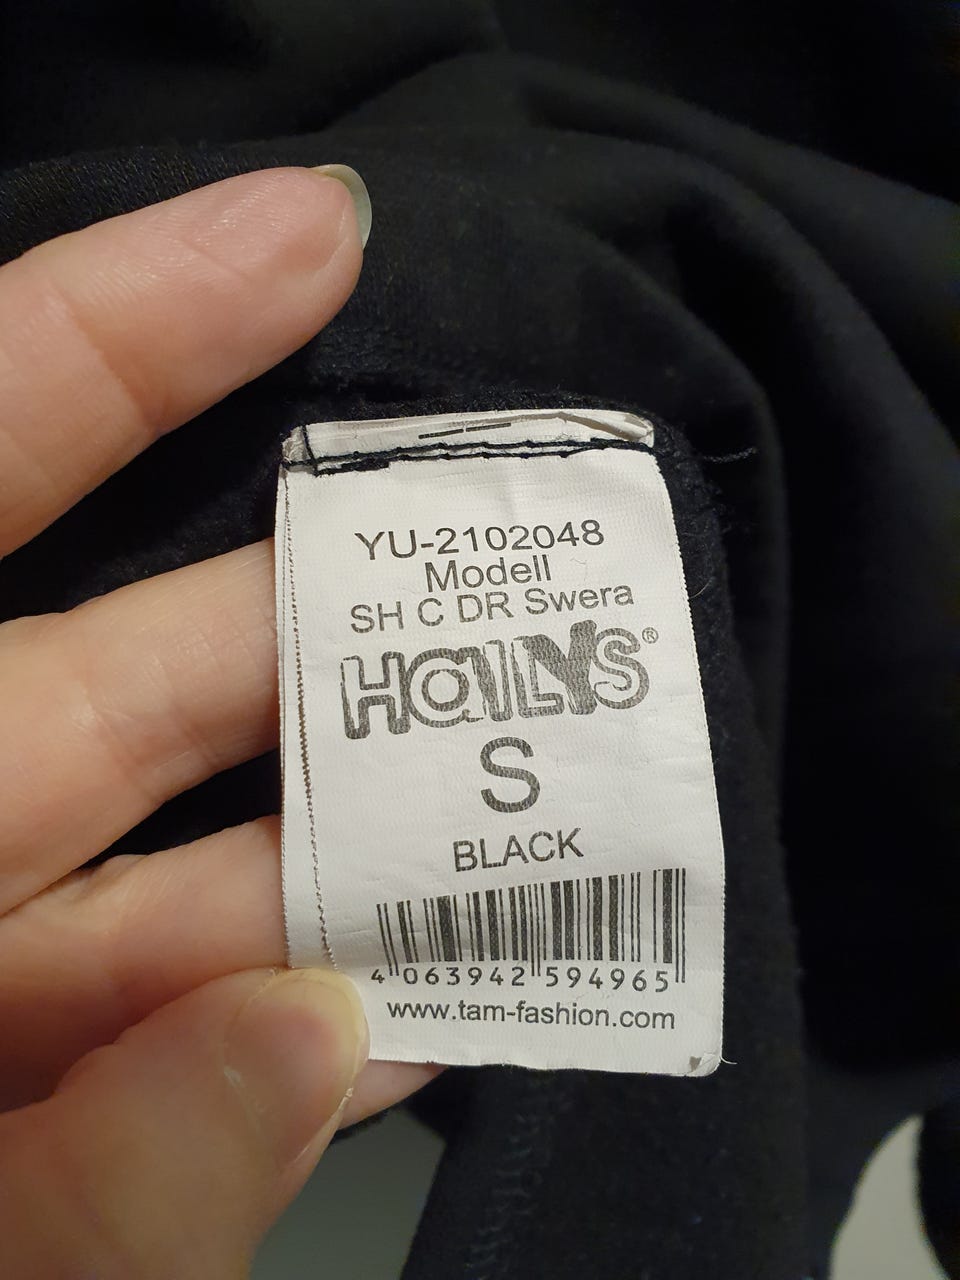 YU-2102048
Modell
SH C DR Swera
HaILYS®
S
BLACK
4 063942 594965
www.tam-fashion.com